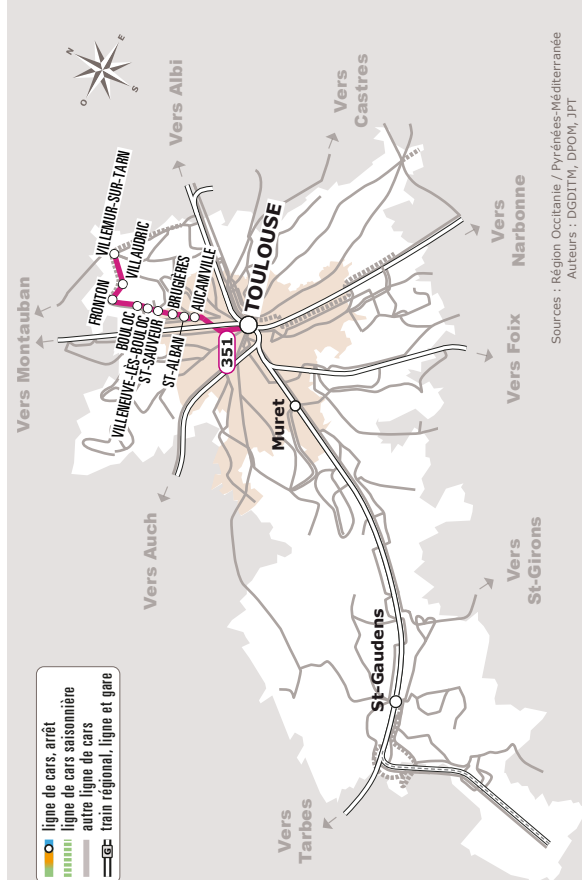 ligne de cars, arrêt
ligne de cars saisonnière
autre ligne de cars
G train régional, ligne et gare
N
E
S
O
Vers Montauban
Vers Albi
Vers
Castres
Vers
Narbonne
Vers Foix
Vers
St-Girons
Vers
Tarbes
Vers Auch
VILLEMUR-SUR-TARN
VILLAUDRIC
FRONTON
BOULOC
VILLENEUVE-LÈS-BOULOC
ST-SAUVEUR
BRUGIÈRES
ST-ALBAN
AUCAMVILLE
TOULOUSE
351
Muret
St-Gaudens
Sources : Région Occitanie / Pyrénées-Méditerranée
Auteurs : DGDITM, DPOM, JPT